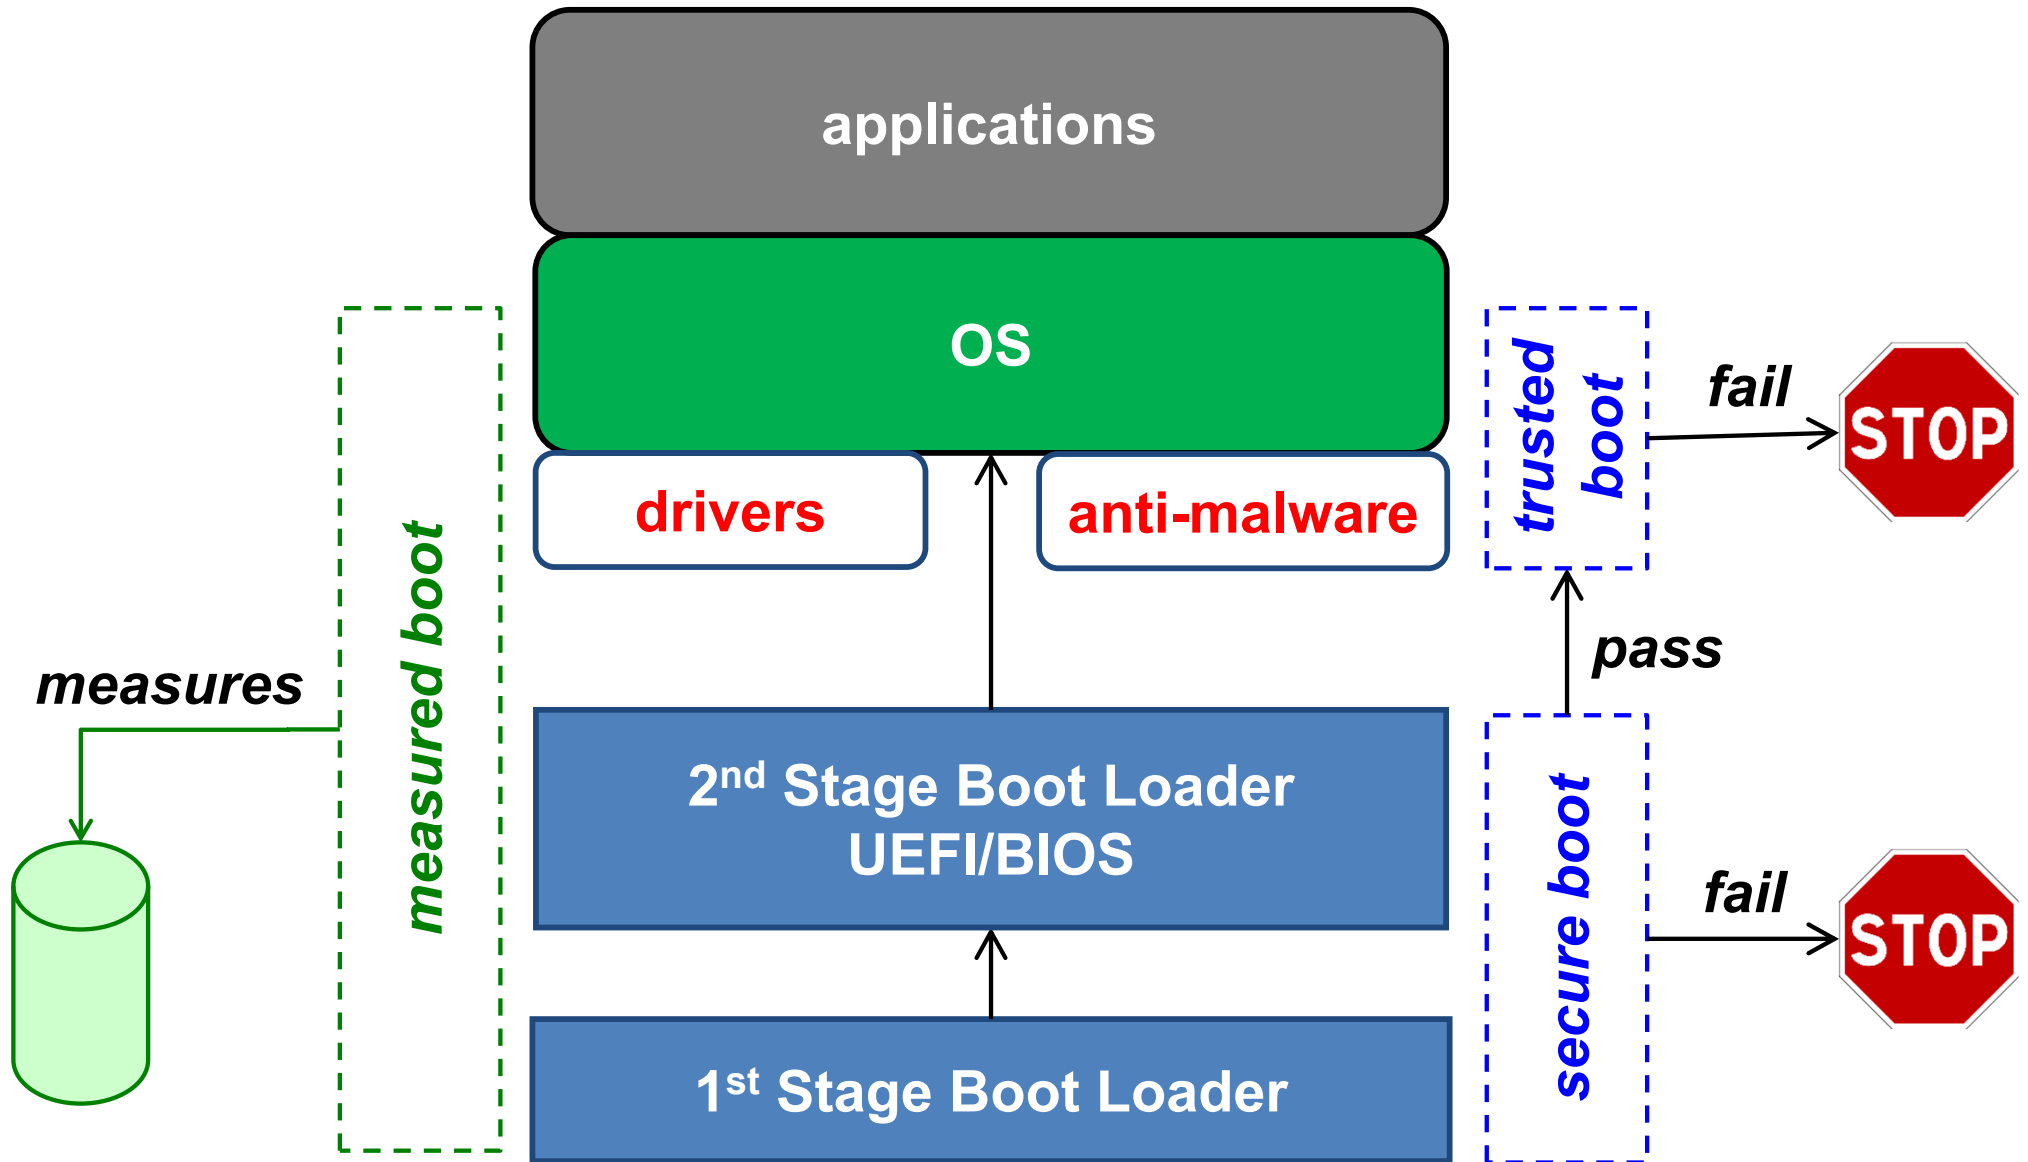 applications
OS
drivers
anti-malware
trusted
boot
fail
STOP
pass
measured boot
measures
2nd Stage Boot Loader
UEFI/BIOS
secure boot
fail
STOP
1st Stage Boot Loader